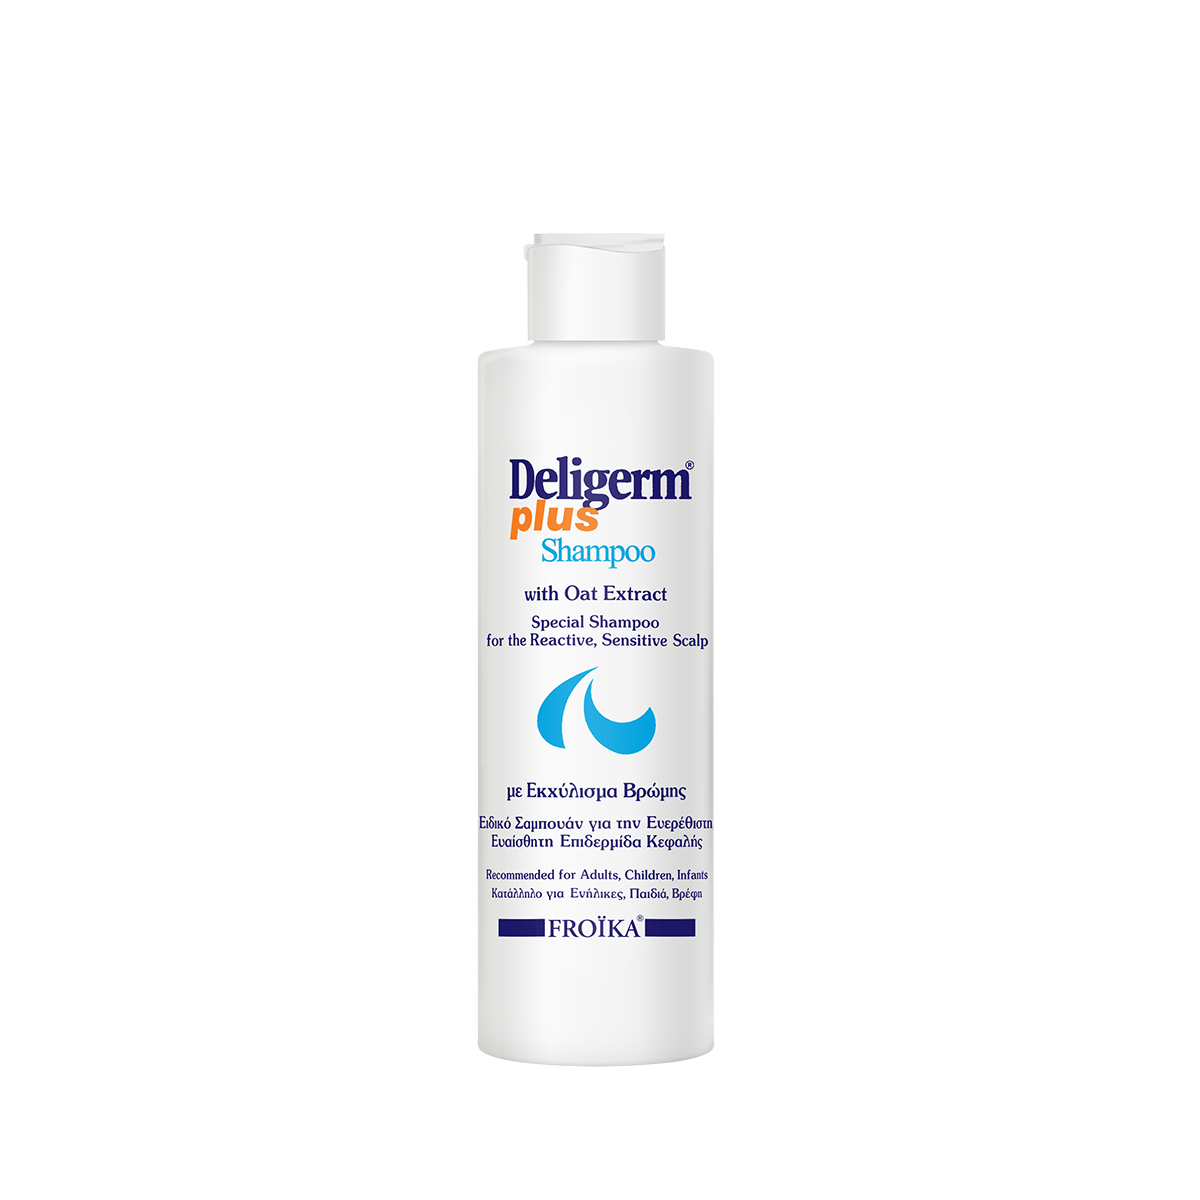 Deligerm®
plus
Shampoo
with Oat Extract
Special Shampoo
for the Reactive, Sensitive Scalp
με Εκχύλισμα Βρώμης
Ειδικό Σαμπουάν για την Ευερέθιστη
Ευαίσθητη Επιδερμίδα Κεφαλής
Recommended for Adults, Children, Infants
Κατάλληλο για Ενήλικες, Παιδιά, Βρέφη
FROÏKA®